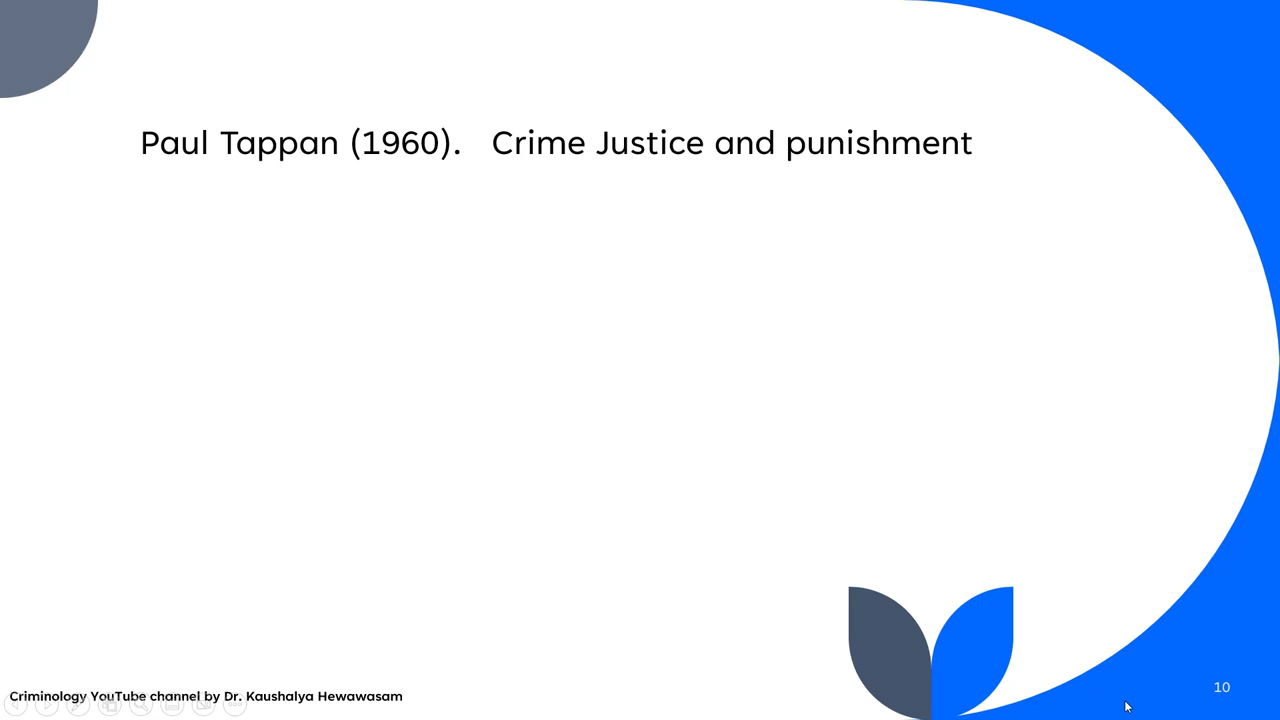 Paul Tappan (1960). Crime Justice and punishment
Criminology YouTube channel by Dr. Kaushalya Hewawasam
10